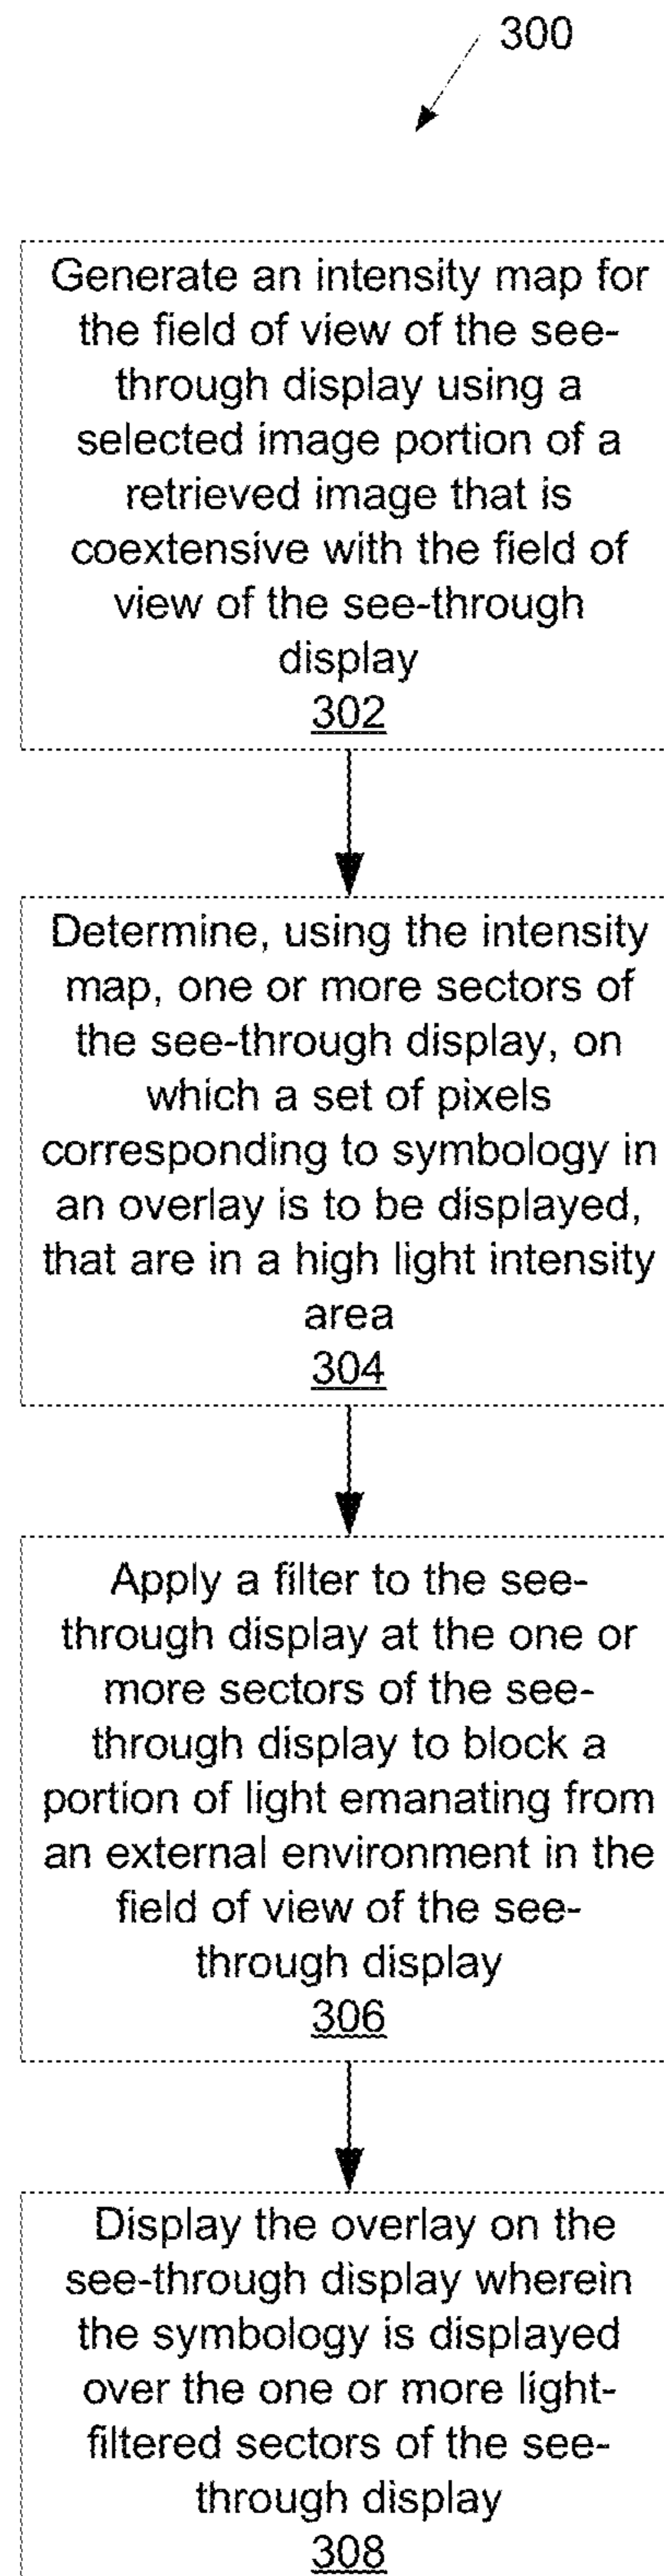 300
Generate an intensity map for
the field of view of the see-
through display using a
selected image portion of a
retrieved image that is
coextensive with the field of
view of the see-through
display
302
Determine, using the intensity
map, one or more sectors of
the see-through display, on
which a set of pixels
corresponding to symbology in
an overlay is to be displayed,
that are in a high light intensity
area
304
Apply a filter to the see-
through display at the one or
more sectors of the see-
through display to block a
portion of light emanating from
an external environment in the
field of view of the see-
through display
306
Display the overlay on the
see-through display wherein
the symbology is displayed
over the one or more light-
filtered sectors of the see-
through display
308